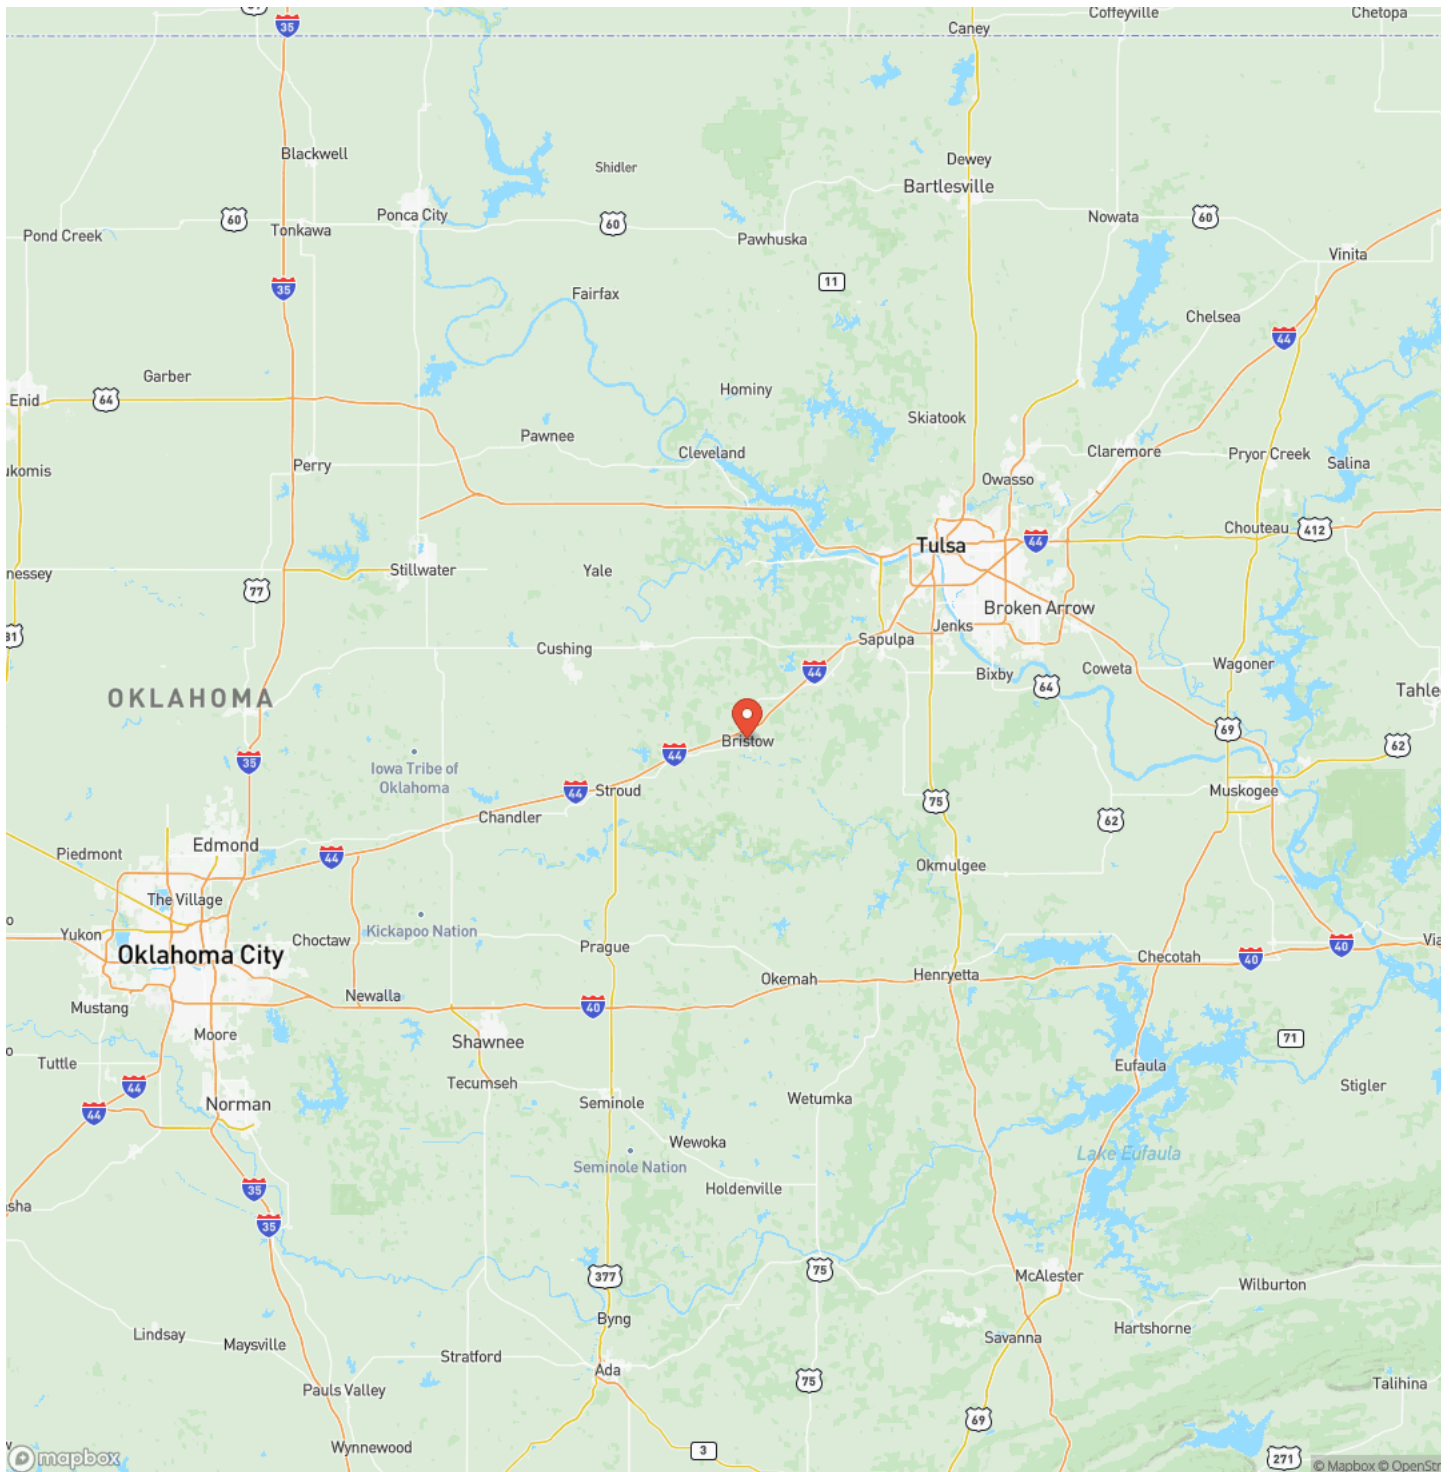 35
Caney
Coffeyville
Chetopa
Blackwell
Shidler
Dewey
Bartlesville
60
Ponca City
60
Nowata
60
Pond Creek
Tonkawa
Pawhuska
Vinita
35
11
Fairfax
Chelsea
44
Garber
Hominy
Enid
64
Skiatook
Pawnee
Cleveland
Claremore
Pryor Creek
Salina
ukomis
Perry
Owasso
Tulsa
44
Chouteau
412
nessey
Stillwater
Yale
77
Broken Arrow
Jenks
81
Cushing
Sapulpa
44
Bixby
Coweta
Wagoner
64
OKLAHOMA
Tahle
Bristow
69
62
35
Iowa Tribe of
Oklahoma
44
44
Stroud
Muskogee
Chandler
75
62
Edmond
Piedmont
44
Okmulgee
The Village
Kickapoo Nation
Yukon
Choctaw
Prague
Oklahoma City
Checotah
40
40
Via
Okemah
Henryetta
Mustang
Newalla
40
Moore
Shawnee
71
o
o
Tuttle
Eufaula
44
Tecumseh
Stigler
44
Norman
Seminole
Wetumka
Wewoka
Lake Eufaula
Seminole Nation
35
Holdenville
sha
35
377
75
McAlester
Wilburton
Byng
Lindsay
Maysville
Savanna
Hartshorne
Stratford
Ada
Pauls Valley
75
Talihina
69
Wynnewood
3
271
mapbox
© Mapbox © OpenStr